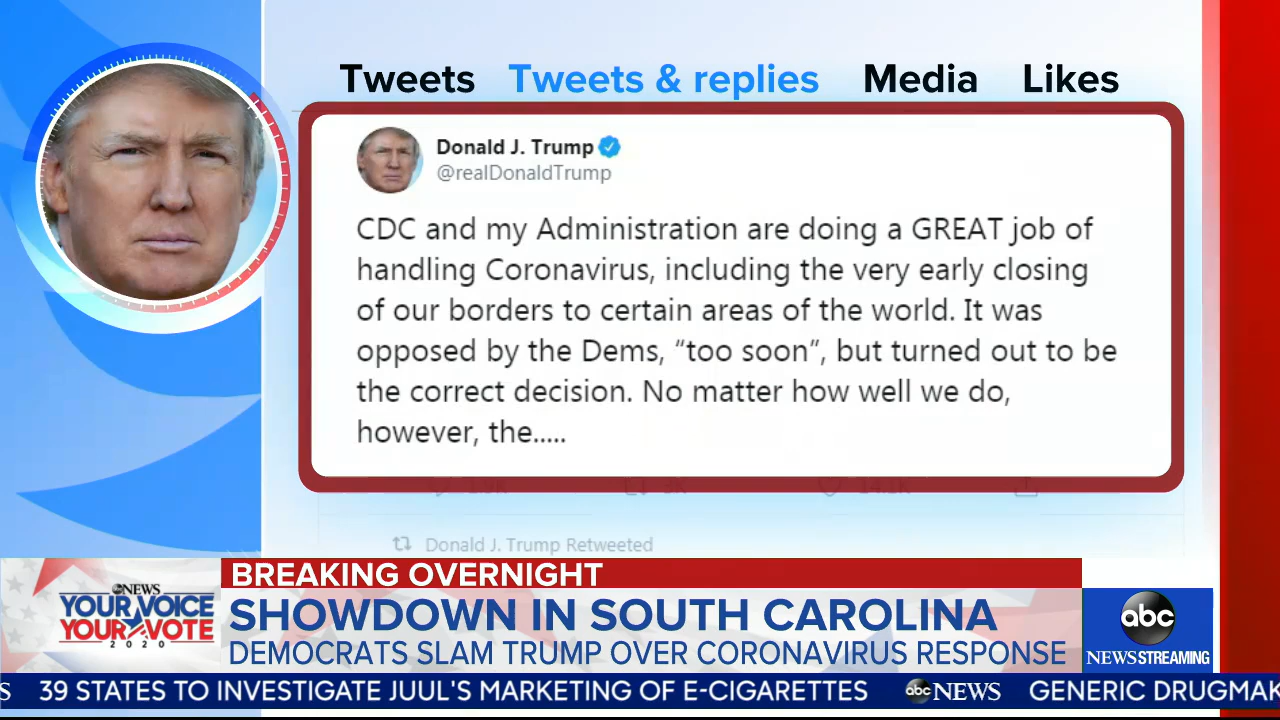 Tweets Tweets & replies Media Likes
Donald J. Trump
@realDonaldTrump
CDC and my Administration are doing a GREAT job of
handling Coronavirus, including the very early closing
of our borders to certain areas of the world. It was
opposed by the Dems, “too soon”, but turned out to be
the correct decision. No matter how well we do,
however, the.....
Donald J. Trump Retweeted
BREAKING OVERNIGHT
abc NEWS
YOUR VOICE
YOUR VOTE
2020
SHOWDOWN IN SOUTH CAROLINA
DEMOCRATS SLAM TRUMP OVER CORONAVIRUS RESPONSE
abc
NEWS STREAMING
S 39 STATES TO INVESTIGATE JUUL'S MARKETING OF E-CIGARETTES abc NEWS GENERIC DRUGMAK